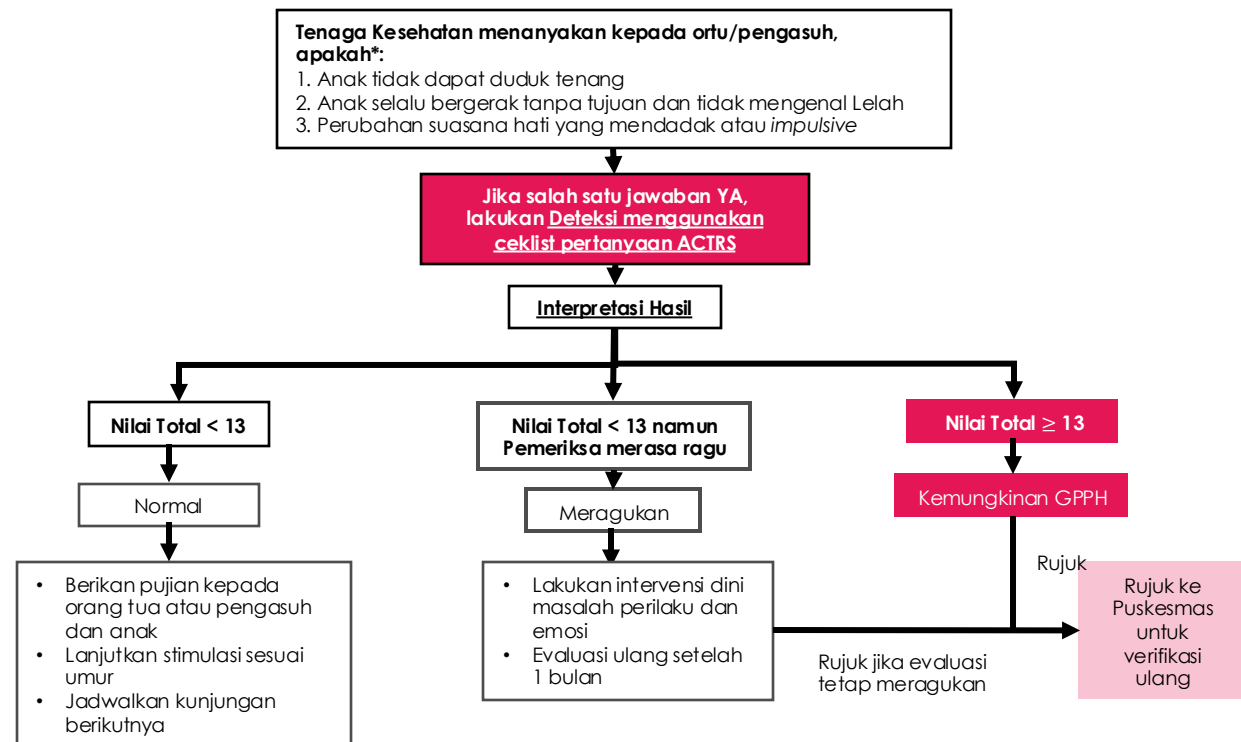 Tenaga Kesehatan menanyakan kepada ortu/pengasuh,
apakah*:
1. Anak tidak dapat duduk tenang
2. Anak selalu bergerak tanpa tujuan dan tidak mengenal Lelah
3. Perubahan suasana hati yang mendadak atau impulsive
Jika salah satu jawaban YA,
lakukan Deteksi menggunakan
ceklist pertanyaan ACTRS
Interpretasi Hasil
Nilai Total < 13
Normal
• Berikan pujian kepada
orang tua atau pengasuh
dan anak
• Lanjutkan stimulasi sesuai
umur
• Jadwalkan kunjungan
berikutnya
Nilai Total < 13 namun
Pemeriksa merasa ragu
Meragukan
• Lakukan intervensi dini
masalah perilaku dan
emosi
• Evaluasi ulang setelah
1 bulan
Rujuk jika evaluasi
tetap meragukan
Nilai Total ≥ 13
Kemungkinan GPPH
Rujuk
Rujuk ke
Puskesmas
untuk
verifikasi
ulang